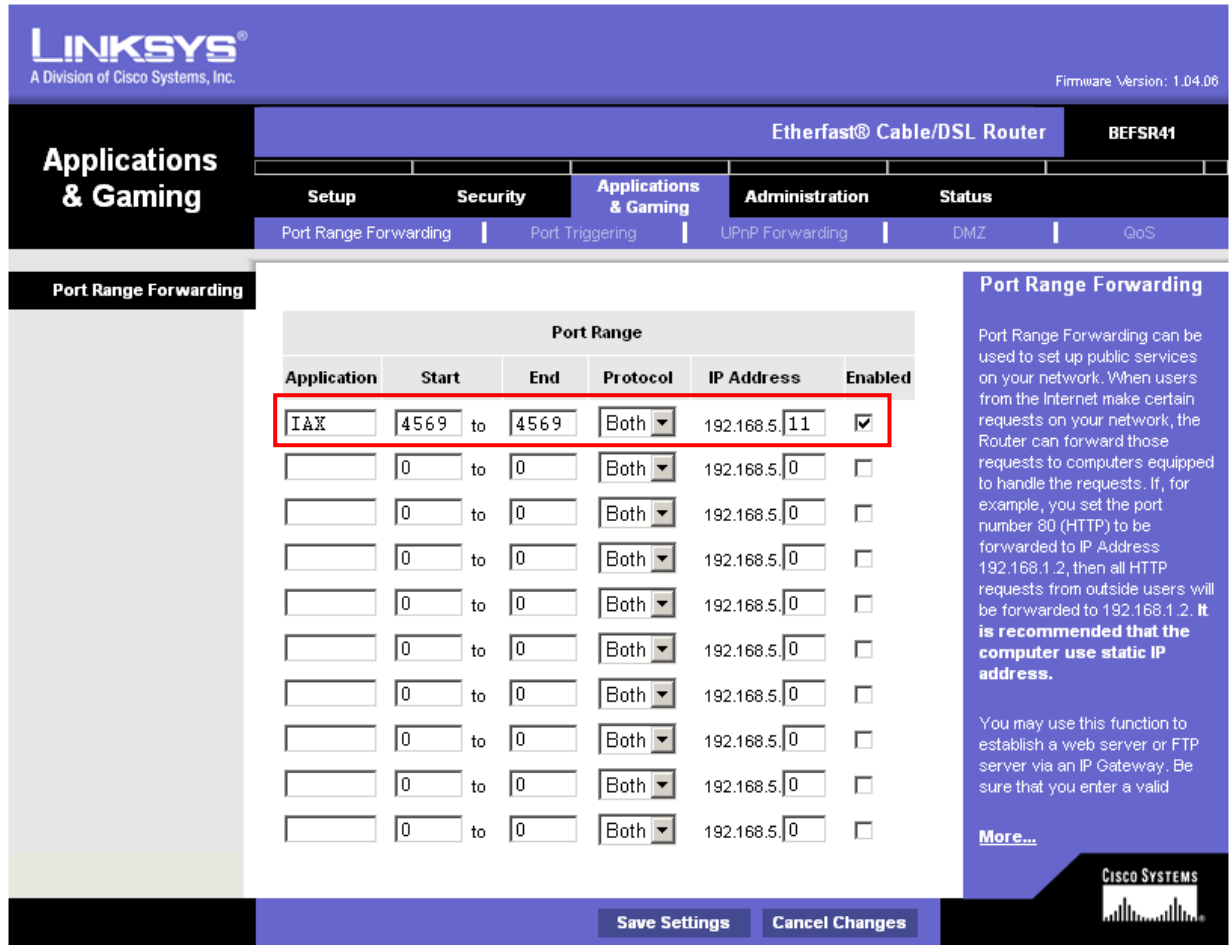 LINKSYS®
A Division of Cisco Systems, Inc.
Firmware Version: 1.04.06
Etherfast® Cable/DSL Router BEFSR41
Applications
& Gaming
Setup Security Applications & Gaming Administration Status
Port Range Forwarding Port Triggering UPnP Forwarding DMZ QoS
Port Range Forwarding
Port Range
Application Start End Protocol IP Address Enabled
IAX 4569 to 4569 Both 192.168.5.11
0 to 0 Both 192.168.5.0
0 to 0 Both 192.168.5.0
0 to 0 Both 192.168.5.0
0 to 0 Both 192.168.5.0
0 to 0 Both 192.168.5.0
0 to 0 Both 192.168.5.0
0 to 0 Both 192.168.5.0
0 to 0 Both 192.168.5.0
0 to 0 Both 192.168.5.0
Port Range Forwarding
Port Range Forwarding can be
used to set up public services
on your network. When users
from the Internet make certain
requests on your network, the
Router can forward those
requests to computers equipped
to handle the requests. If, for
example, you set the port
number 80 (HTTP) to be
forwarded to IP Address
192.168.1.2, then all HTTP
requests from outside users will
be forwarded to 192.168.1.2. It
is recommended that the
computer use static IP
address.
You may use this function to
establish a web server or FTP
server via an IP Gateway. Be
sure that you enter a valid
More...
CISCO SYSTEMS
Save Settings Cancel Changes